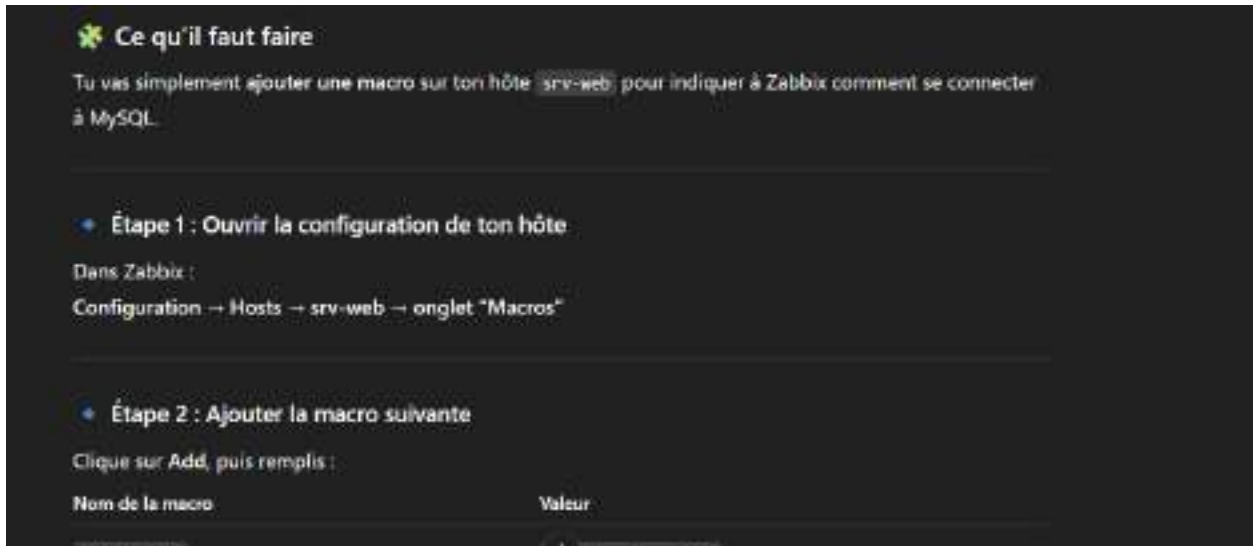 Ce qu'il faut faire
Tu vas simplement ajouter une macro sur ton hôte srv-web pour indiquer à Zabbix comment se connecter
à MySQL.
Étape 1 : Ouvrir la configuration de ton hôte
Dans Zabbix :
Configuration → Hosts → srv-web → onglet "Macros"
Étape 2 : Ajouter la macro suivante
Clique sur Add, puis remplis :
Nom de la macro Valeur